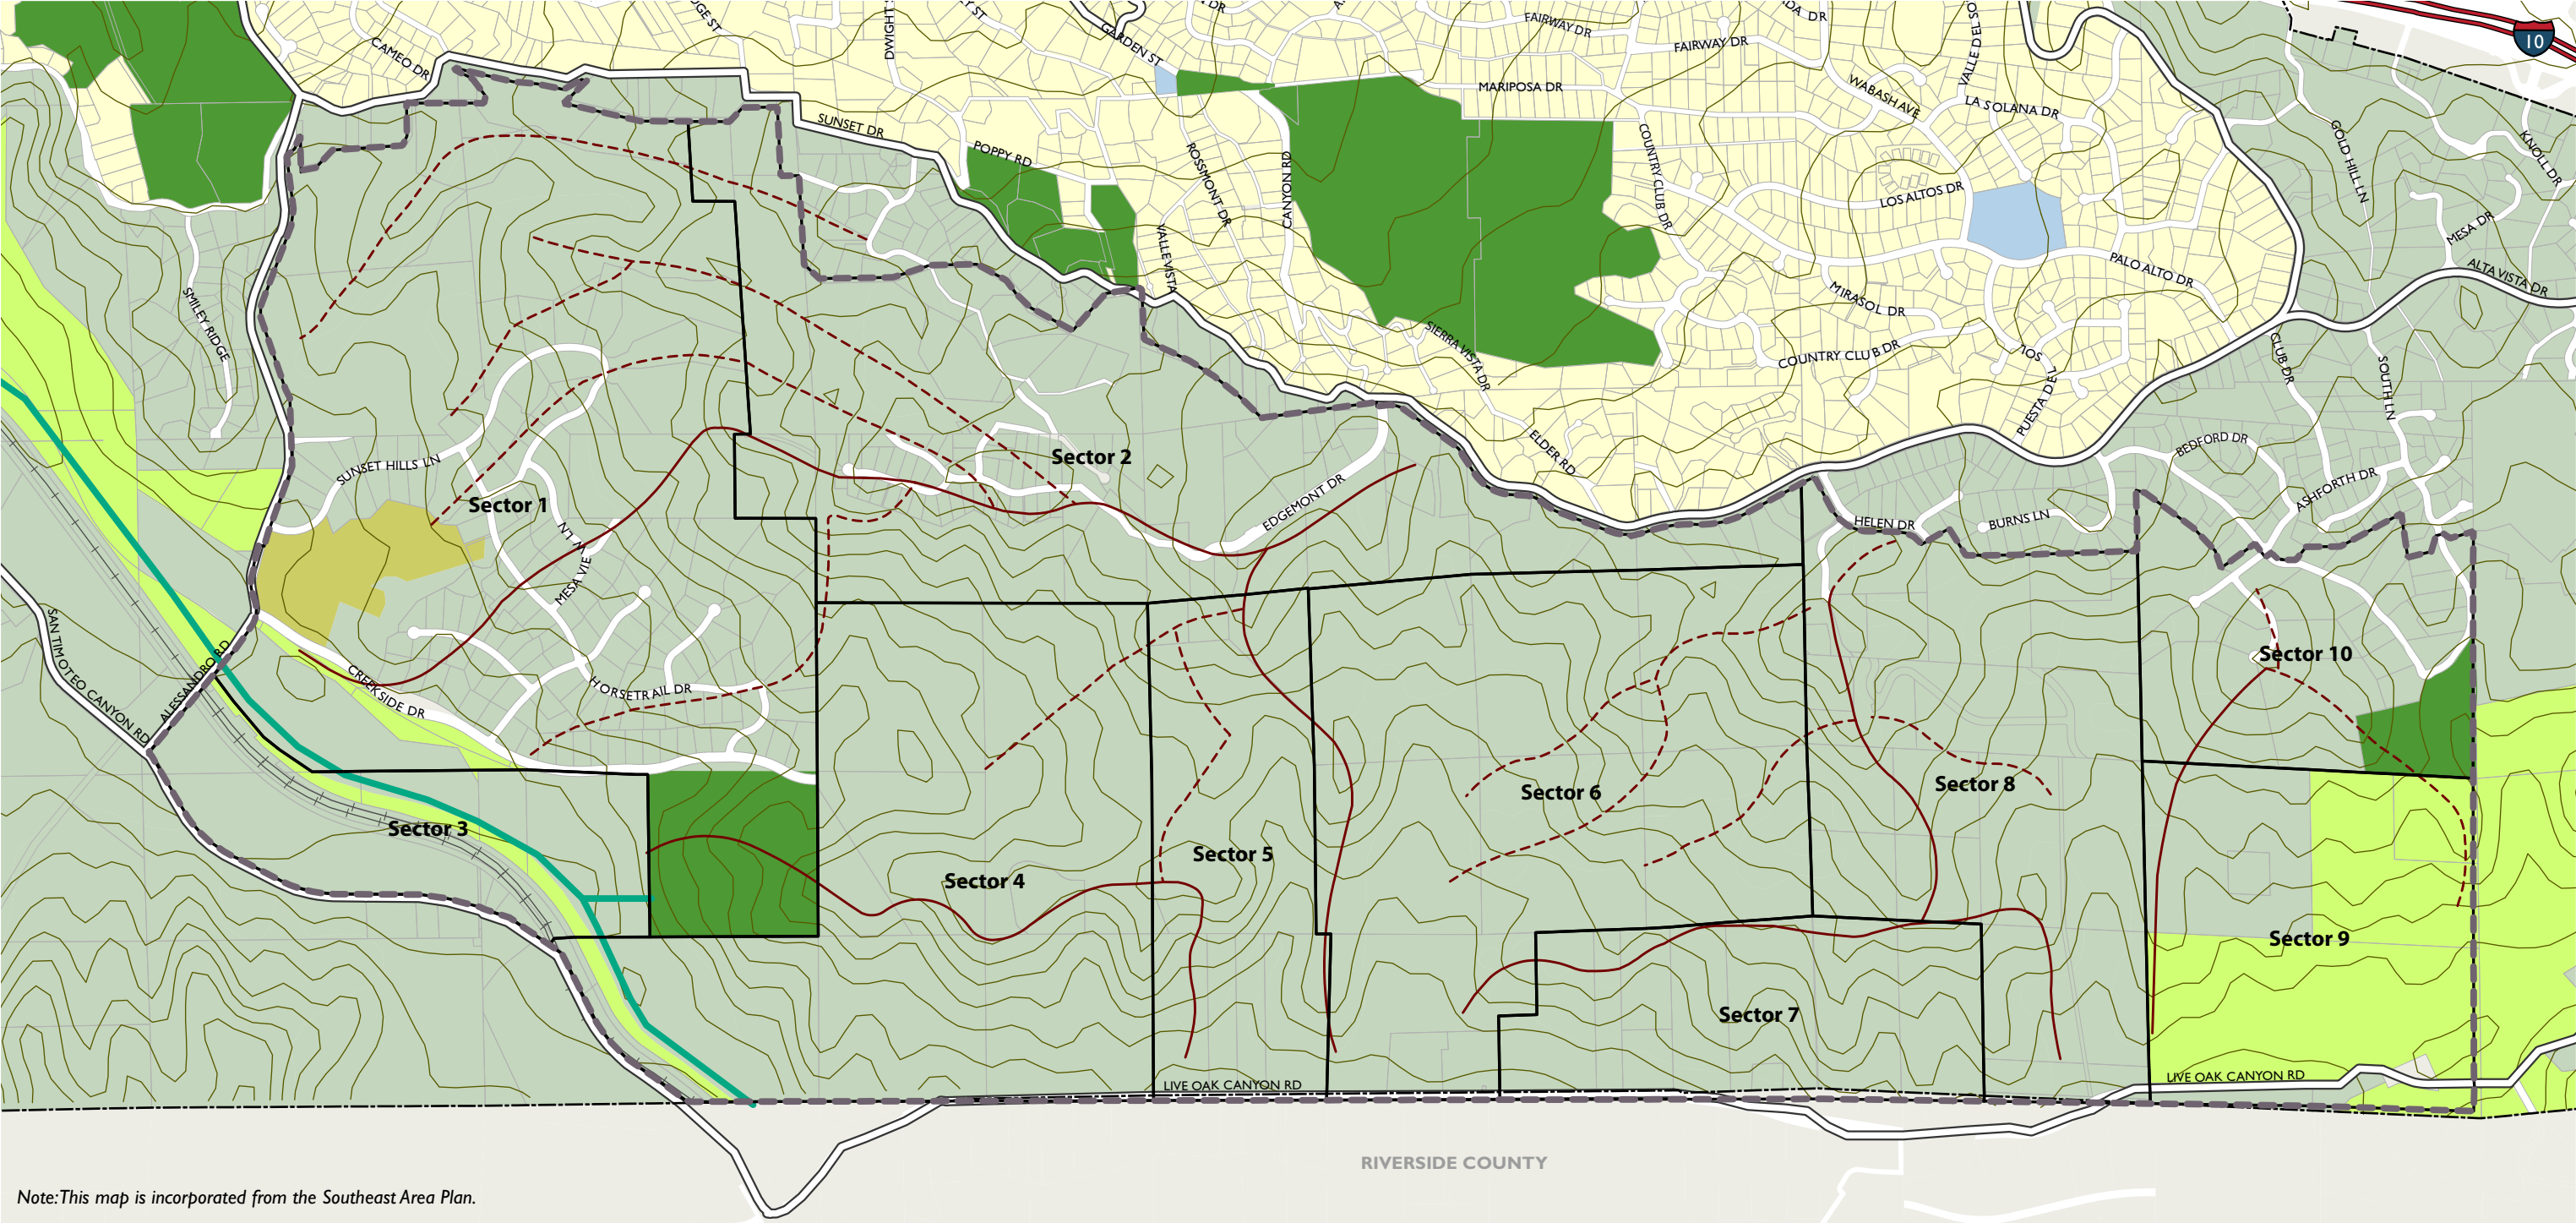 DR
FAIRWAY DR
DR
CAMEO DR
GARDEN ST
FAIRWAY DR
10
MARIPOSA DR
WABASH AVE
LA SOLANA DR
SUNSET DR
POPPY RD
ROSSMONT DR
CANYON RD
COUNTRY CLUB DR
GOLD HILL LN
KNOLL DR
LOS ALTOS DR
MESA DR
VALLE VISTA
PALO ALTO DR
ALTA VISTA DR
SMILEY RIDGE
MIRASOL DR
SIERRA VISTA DR
COUNTRY CLUB DR
PUESTA DEL SOL
CLUB DR
SOUTH LN
SUNSET HILLS LN
Sector 2
ELDER RD
BEDFORD DR
Sector 1
EDGEMONT DR
ASHFORTH DR
HELEN DR
BURNS LN
MESA VIEW LN
SAN TIMOTEO CANYON RD
ALESSANDRO RD
CREEKSIDE DR
HORSETRAIL DR
Sector 10
Sector 3
Sector 6
Sector 8
Sector 5
Sector 4
Sector 9
Sector 7
LIVE OAK CANYON RD
LIVE OAK CANYON RD
RIVERSIDE COUNTY
Note: This map is incorporated from the Southeast Area Plan.